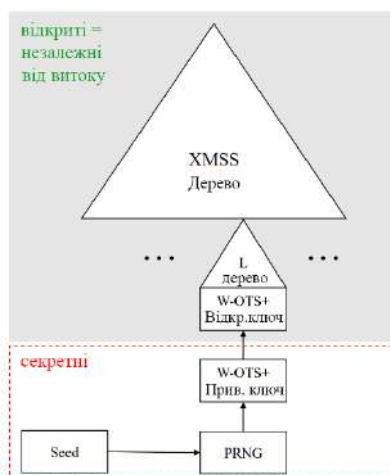 відкриті =
незалежні
від витоку
XMSS
Дерево
...
...
L
дерево
W-OTS+
Відкр.ключ
секретні
W-OTS+
Прив. ключ
Seed
PRNG